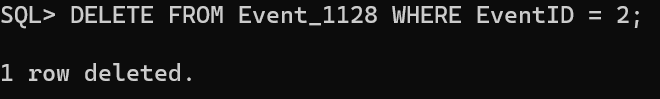 SQL> DELETE FROM Event_1128 WHERE EventID = 2;
1 row deleted.